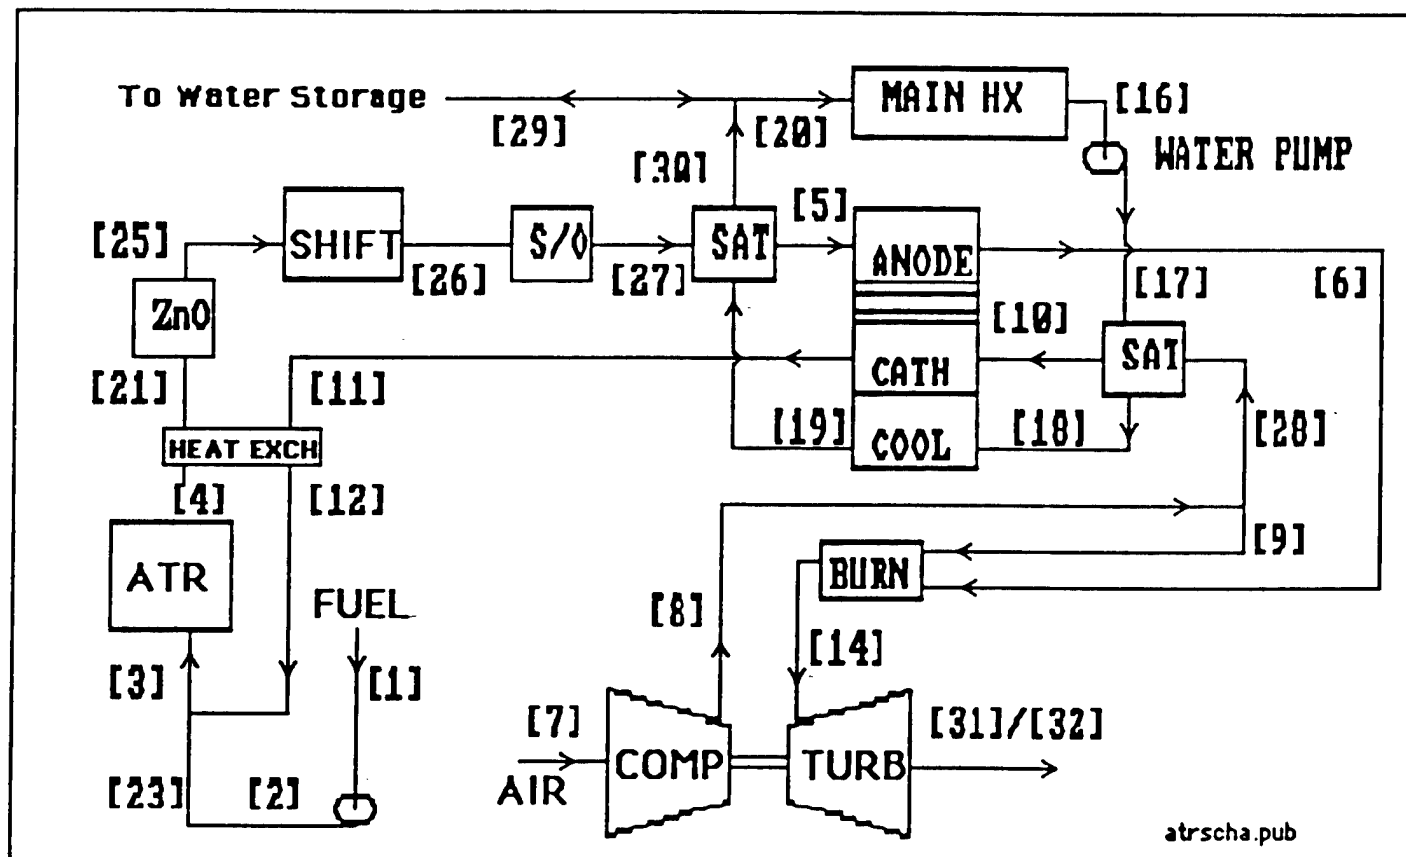 To Water Storage
MAIN HX
[16]
[29]
[20]
WATER PUMP
[30]
[5]
[25]
SHIFT
S/O
SAT
ANODE
[26]
[27]
[17]
[6]
ZnO
[10]
SAT
[21]
[11]
CATH
HEAT EXCH
[19]
COOL
[18]
[28]
[4]
[12]
[9]
ATR
BURN
FUEL
[8]
[14]
[3]
[1]
[7]
[31]/[32]
COMP
TURB
AIR
[23]
[2]
atrscha.pub